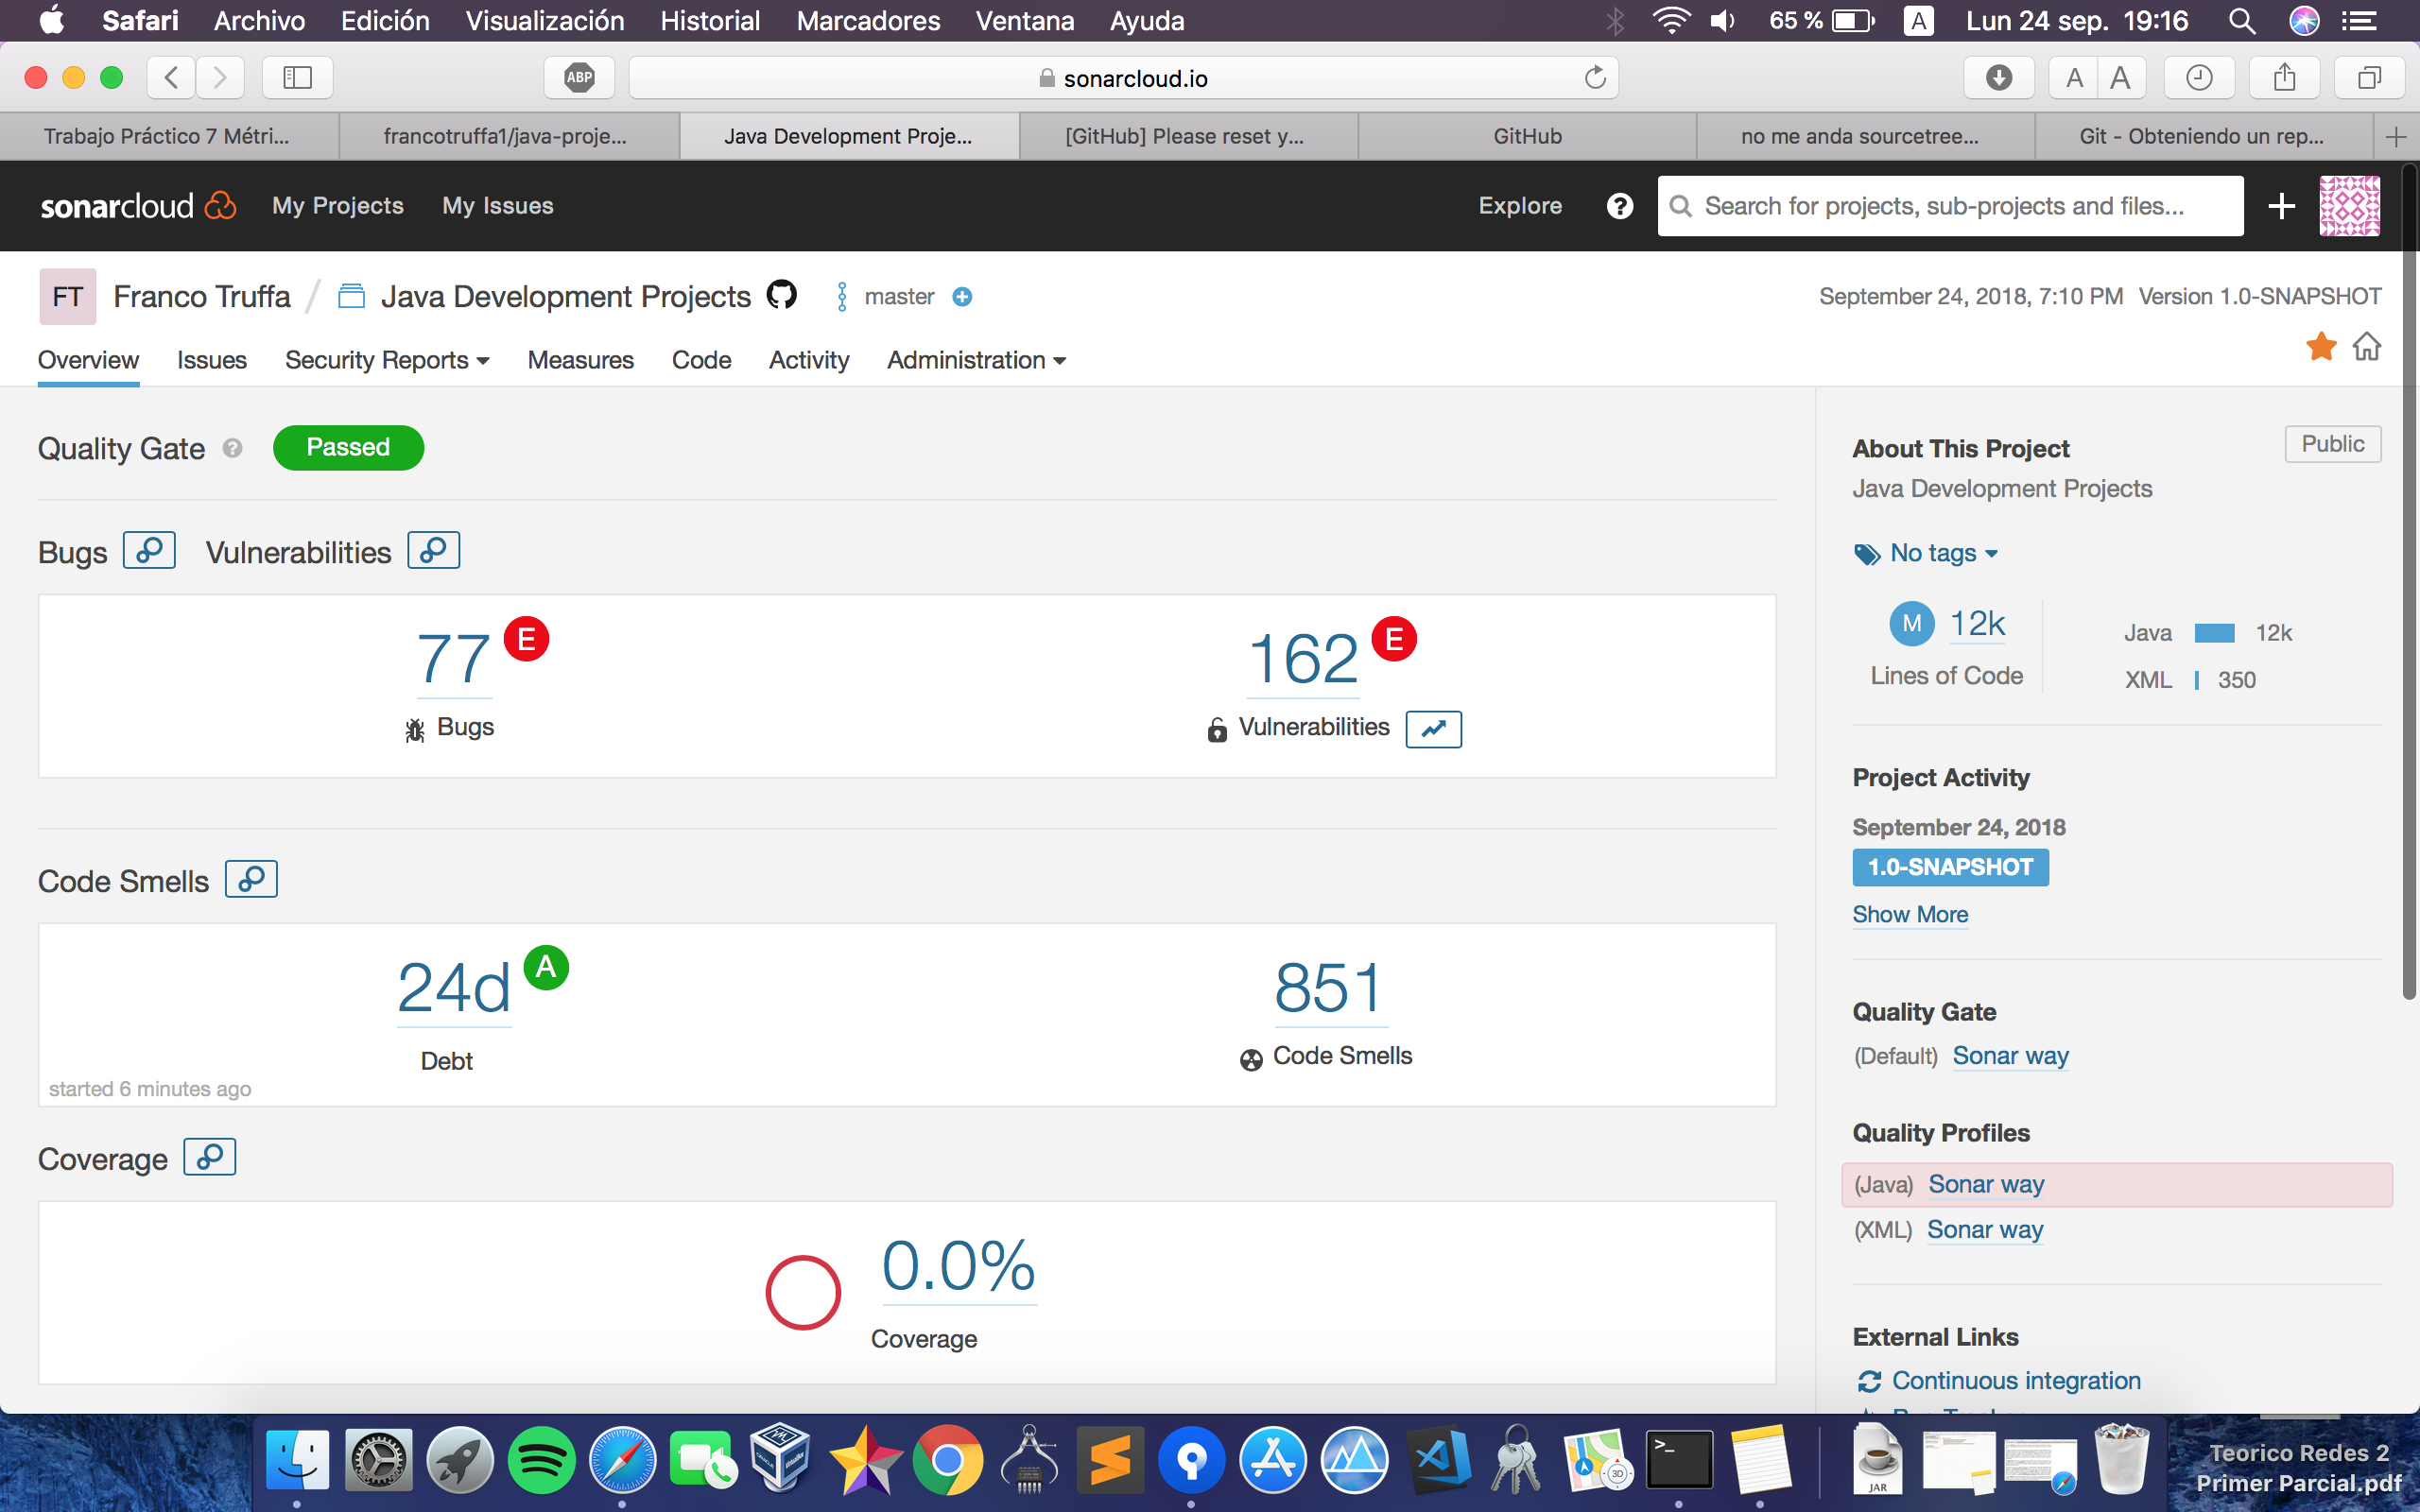 Safari Archivo Edición Visualización Historial Marcadores Ventana Ayuda 65 % A Lun 24 sep. 19:16
ABP sonarcloud.io A A
Trabajo Práctico 7 Métri... francotruffa1/java-proje... Java Development Proje... [GitHub] Please reset y... GitHub no me anda sourcetree... Git - Obteniendo un rep... +
sonarcloud My Projects My Issues Explore ? Search for projects, sub-projects and files... +
FT Franco Truffa / Java Development Projects master September 24, 2018, 7:10 PM Version 1.0-SNAPSHOT
Overview Issues Security Reports Measures Code Activity Administration
Quality Gate ? Passed
Bugs Vulnerabilities
77 E
Bugs
162 E
Vulnerabilities
Code Smells
24d A
Debt
started 6 minutes ago
851
Code Smells
Coverage
0.0%
Coverage
About This Project Public
Java Development Projects
No tags
M 12k
Lines of Code
Java 12k
XML 350
Project Activity
September 24, 2018
1.0-SNAPSHOT
Show More
Quality Gate
(Default) Sonar way
Quality Profiles
(Java) Sonar way
(XML) Sonar way
External Links
Continuous integration
3D
>_
JAR
Teorico Redes 2
Primer Parcial.pdf